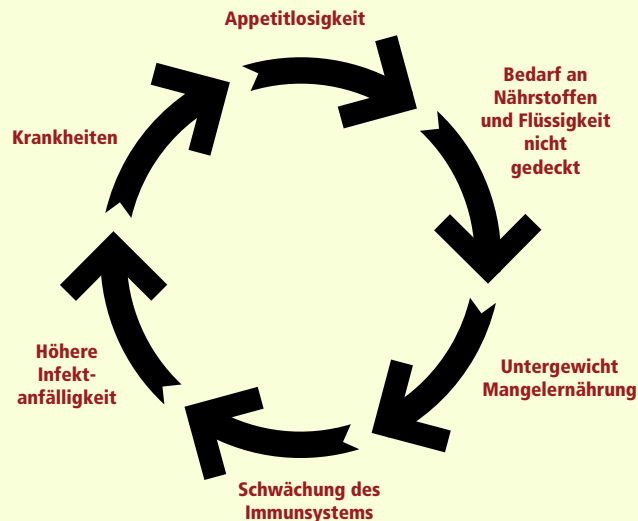 Appetitlosigkeit
Bedarf an
Nährstoffen
und Flüssigkeit
nicht
gedeckt
Untergewicht
Mangelernährung
Schwächung des
Immunsystems
Höhere
Infekt-
anfälligkeit
Krankheiten